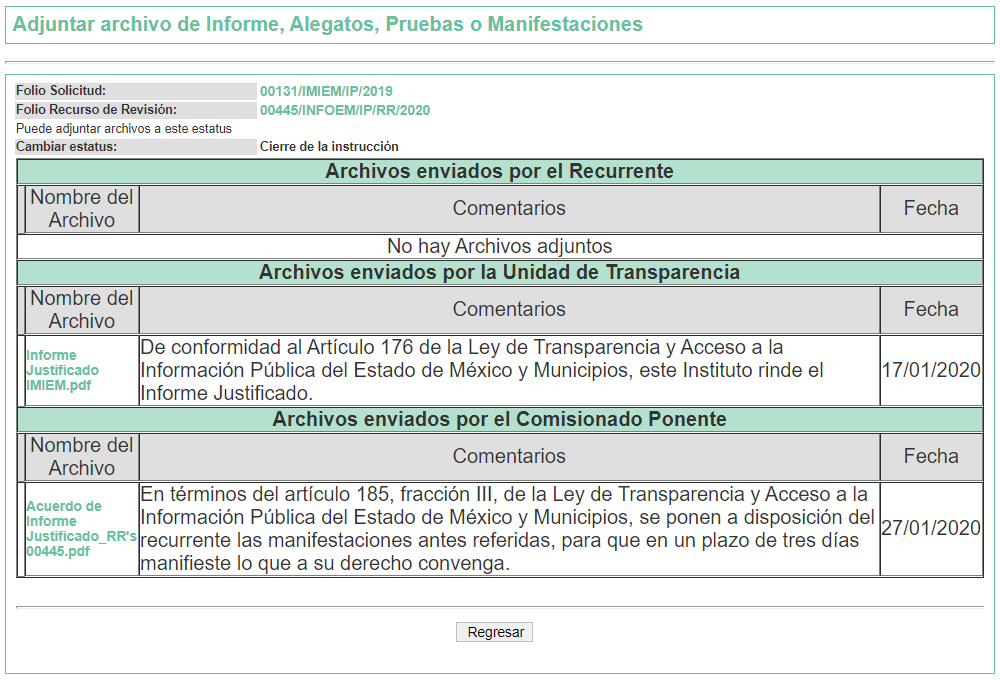 Adjuntar archivo de Informe, Alegatos, Pruebas o Manifestaciones
Folio Solicitud: 00131/IMIEM/IP/2019
Folio Recurso de Revisión: 00445/INFOEM/IP/RR/2020
Puede adjuntar archivos a este estatus
Cambiar estatus: Cierre de la instrucción
Archivos enviados por el Recurrente
Nombre del
Archivo
Comentarios
Fecha
No hay Archivos adjuntos
Archivos enviados por la Unidad de Transparencia
Nombre del
Archivo
Comentarios
Fecha
Informe
Justificado
IMIEM.pdf
De conformidad al Artículo 176 de la Ley de Transparencia y Acceso a la
Información Pública del Estado de México y Municipios, este Instituto rinde el
Informe Justificado.
17/01/2020
Archivos enviados por el Comisionado Ponente
Nombre del
Archivo
Comentarios
Fecha
Acuerdo de
Informe
Justificado_RR's
00445.pdf
En términos del artículo 185, fracción III, de la Ley de Transparencia y Acceso a la
Información Pública del Estado de México y Municipios, se ponen a disposición del
recurrente las manifestaciones antes referidas, para que en un plazo de tres días
manifieste lo que a su derecho convenga.
27/01/2020
Regresar